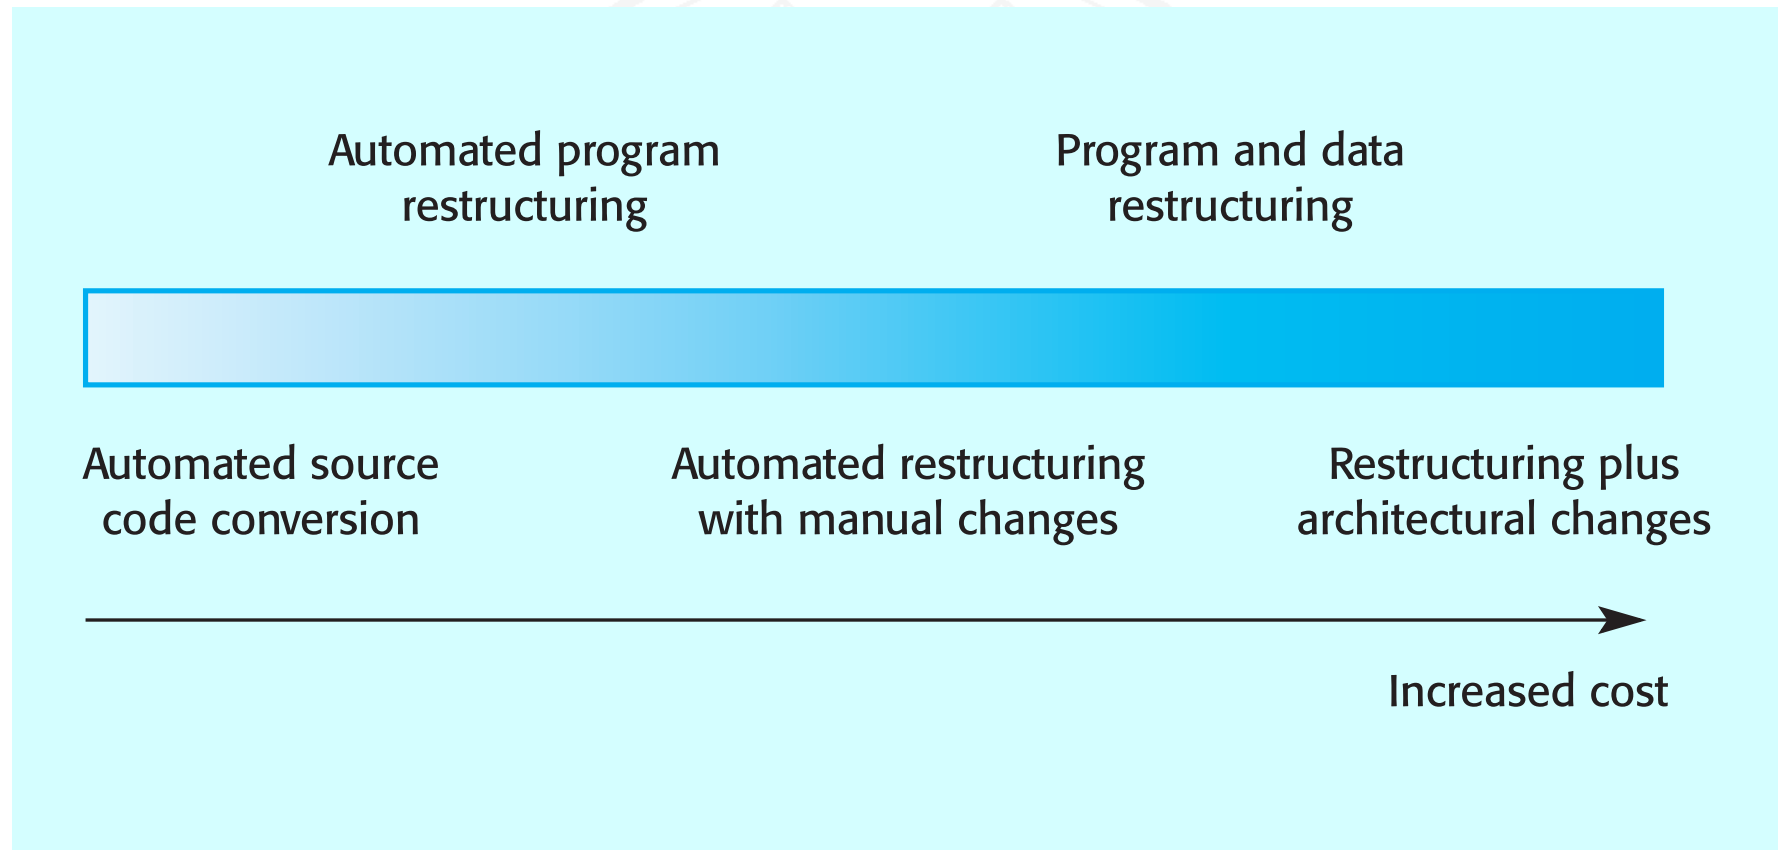 Automated program
restructuring
Program and data
restructuring
Automated source
code conversion
Automated restructuring
with manual changes
Restructuring plus
architectural changes
Increased cost